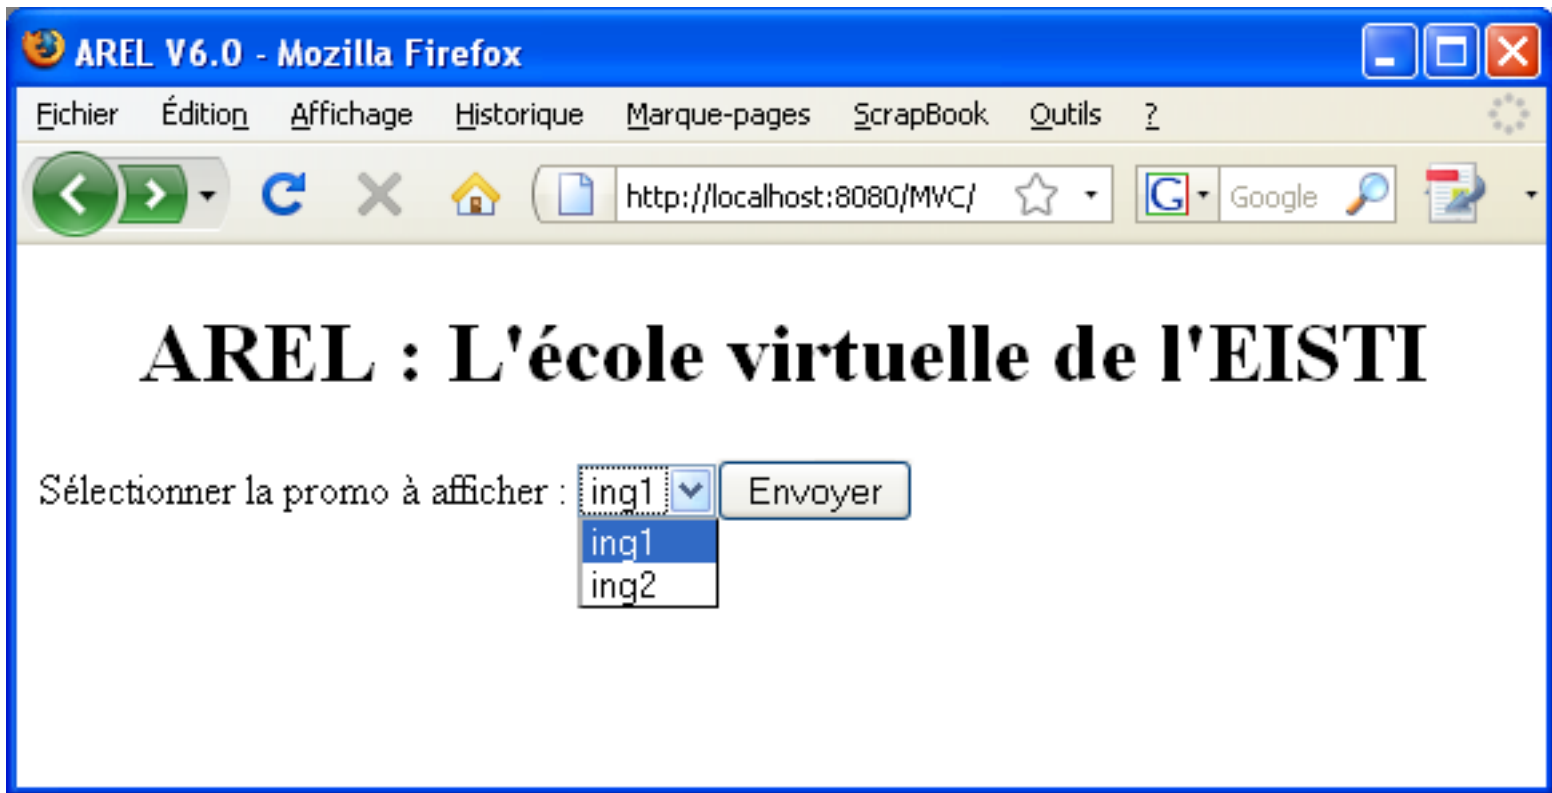 AREL V6.0 - Mozilla Firefox
Fichier Édition Affichage Historique Marque-pages ScrapBook Outils ?
http://localhost:8080/MVC/ G Google
AREL : L'école virtuelle de l'EISTI
Sélectionner la promo à afficher : ing1 Envoyer
ing1
ing2